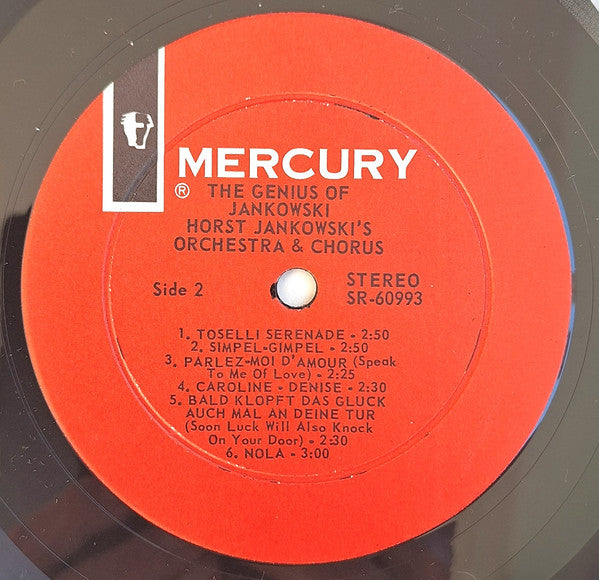 MERCURY
®
THE GENIUS OF
JANKOWSKI
HORST JANKOWSKI'S
ORCHESTRA & CHORUS
Side 2
STEREO
SR-60993
1. TOSELLI SERENADE - 2:50
2. SIMPEL-GIMPEL - 2:50
3. PARLEZ-MOI D'AMOUR (Speak
To Me Of Love) - 2:25
4. CAROLINE - DENISE - 2:30
5. BALD KLOPFT DAS GLUCK
AUCH MAL AN DEINE TUR
(Soon Luck Will Also Knock
On Your Door) - 2:30
6. NOLA - 3:00